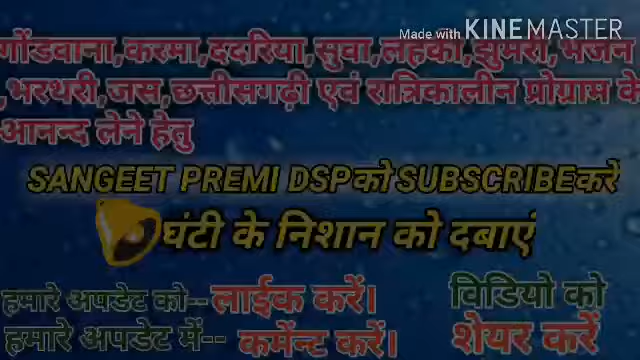 Made with KINEMASTER
गोंडवाना,करमा,ददरिया,सुवा,लहकी,झुमरी,भजन
,भरथरी,जस,छत्तीसगढ़ी एवं रात्रिकालीन प्रोग्राम के
आनन्द लेने हेतु
SANGEET PREMI DSP को SUBSCRIBE करे
घंटी के निशान को दबाएं
हमारे अपडेट को-- लाईक करें। विडियो को
हमारे अपडेट में-- कमेंन्ट करें। शेयर करें